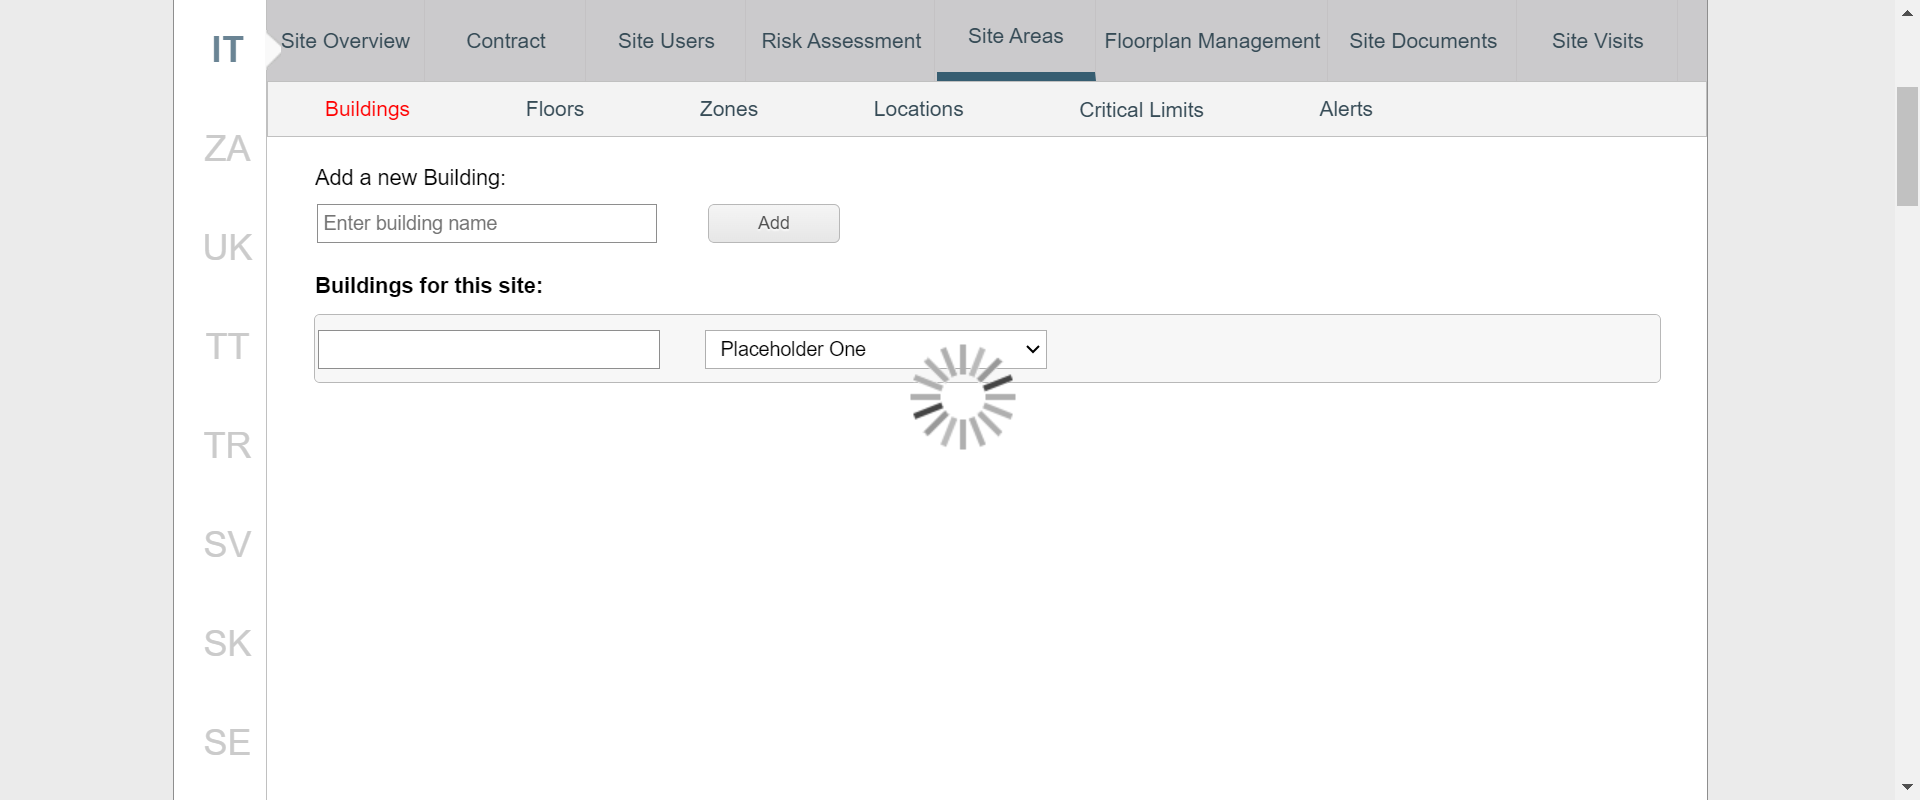 IT
ZA
UK
TT
TR
SV
SK
SE
Site Overview
Contract
Site Users
Risk Assessment
Site Areas
Floorplan Management
Site Documents
Site Visits
Buildings
Floors
Zones
Locations
Critical Limits
Alerts
Add a new Building:
Enter building name
Add
Buildings for this site:
Placeholder One